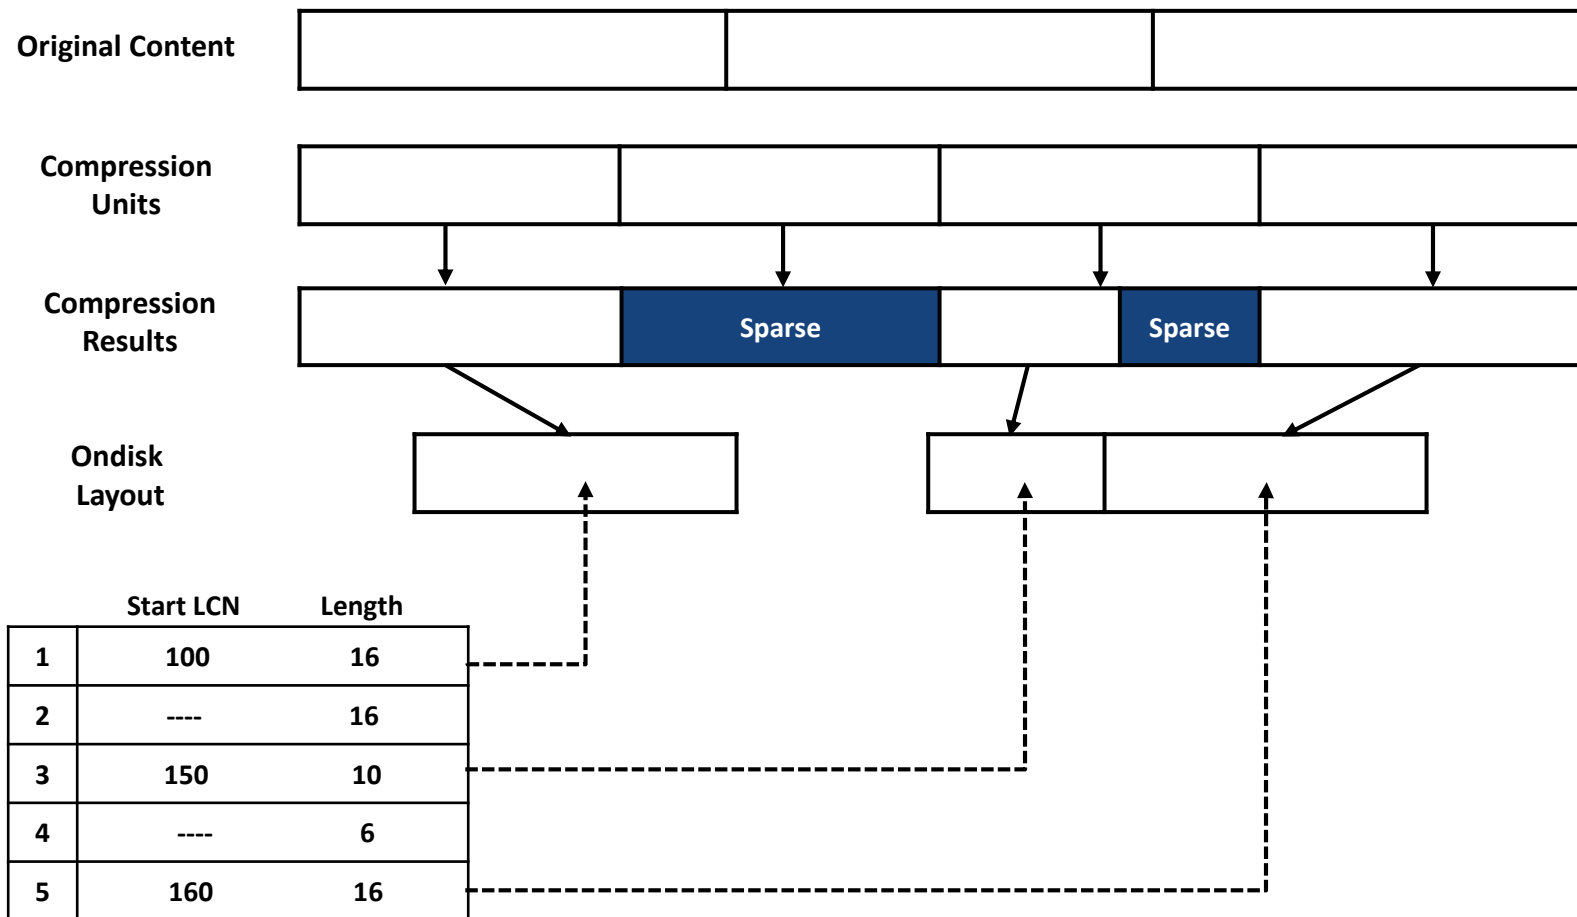 Original Content
Compression
Units
Compression
Results
Sparse
Sparse
Ondisk
Layout
Start LCN Length
1 100 16
2 ---- 16
3 150 10
4 ---- 6
5 160 16